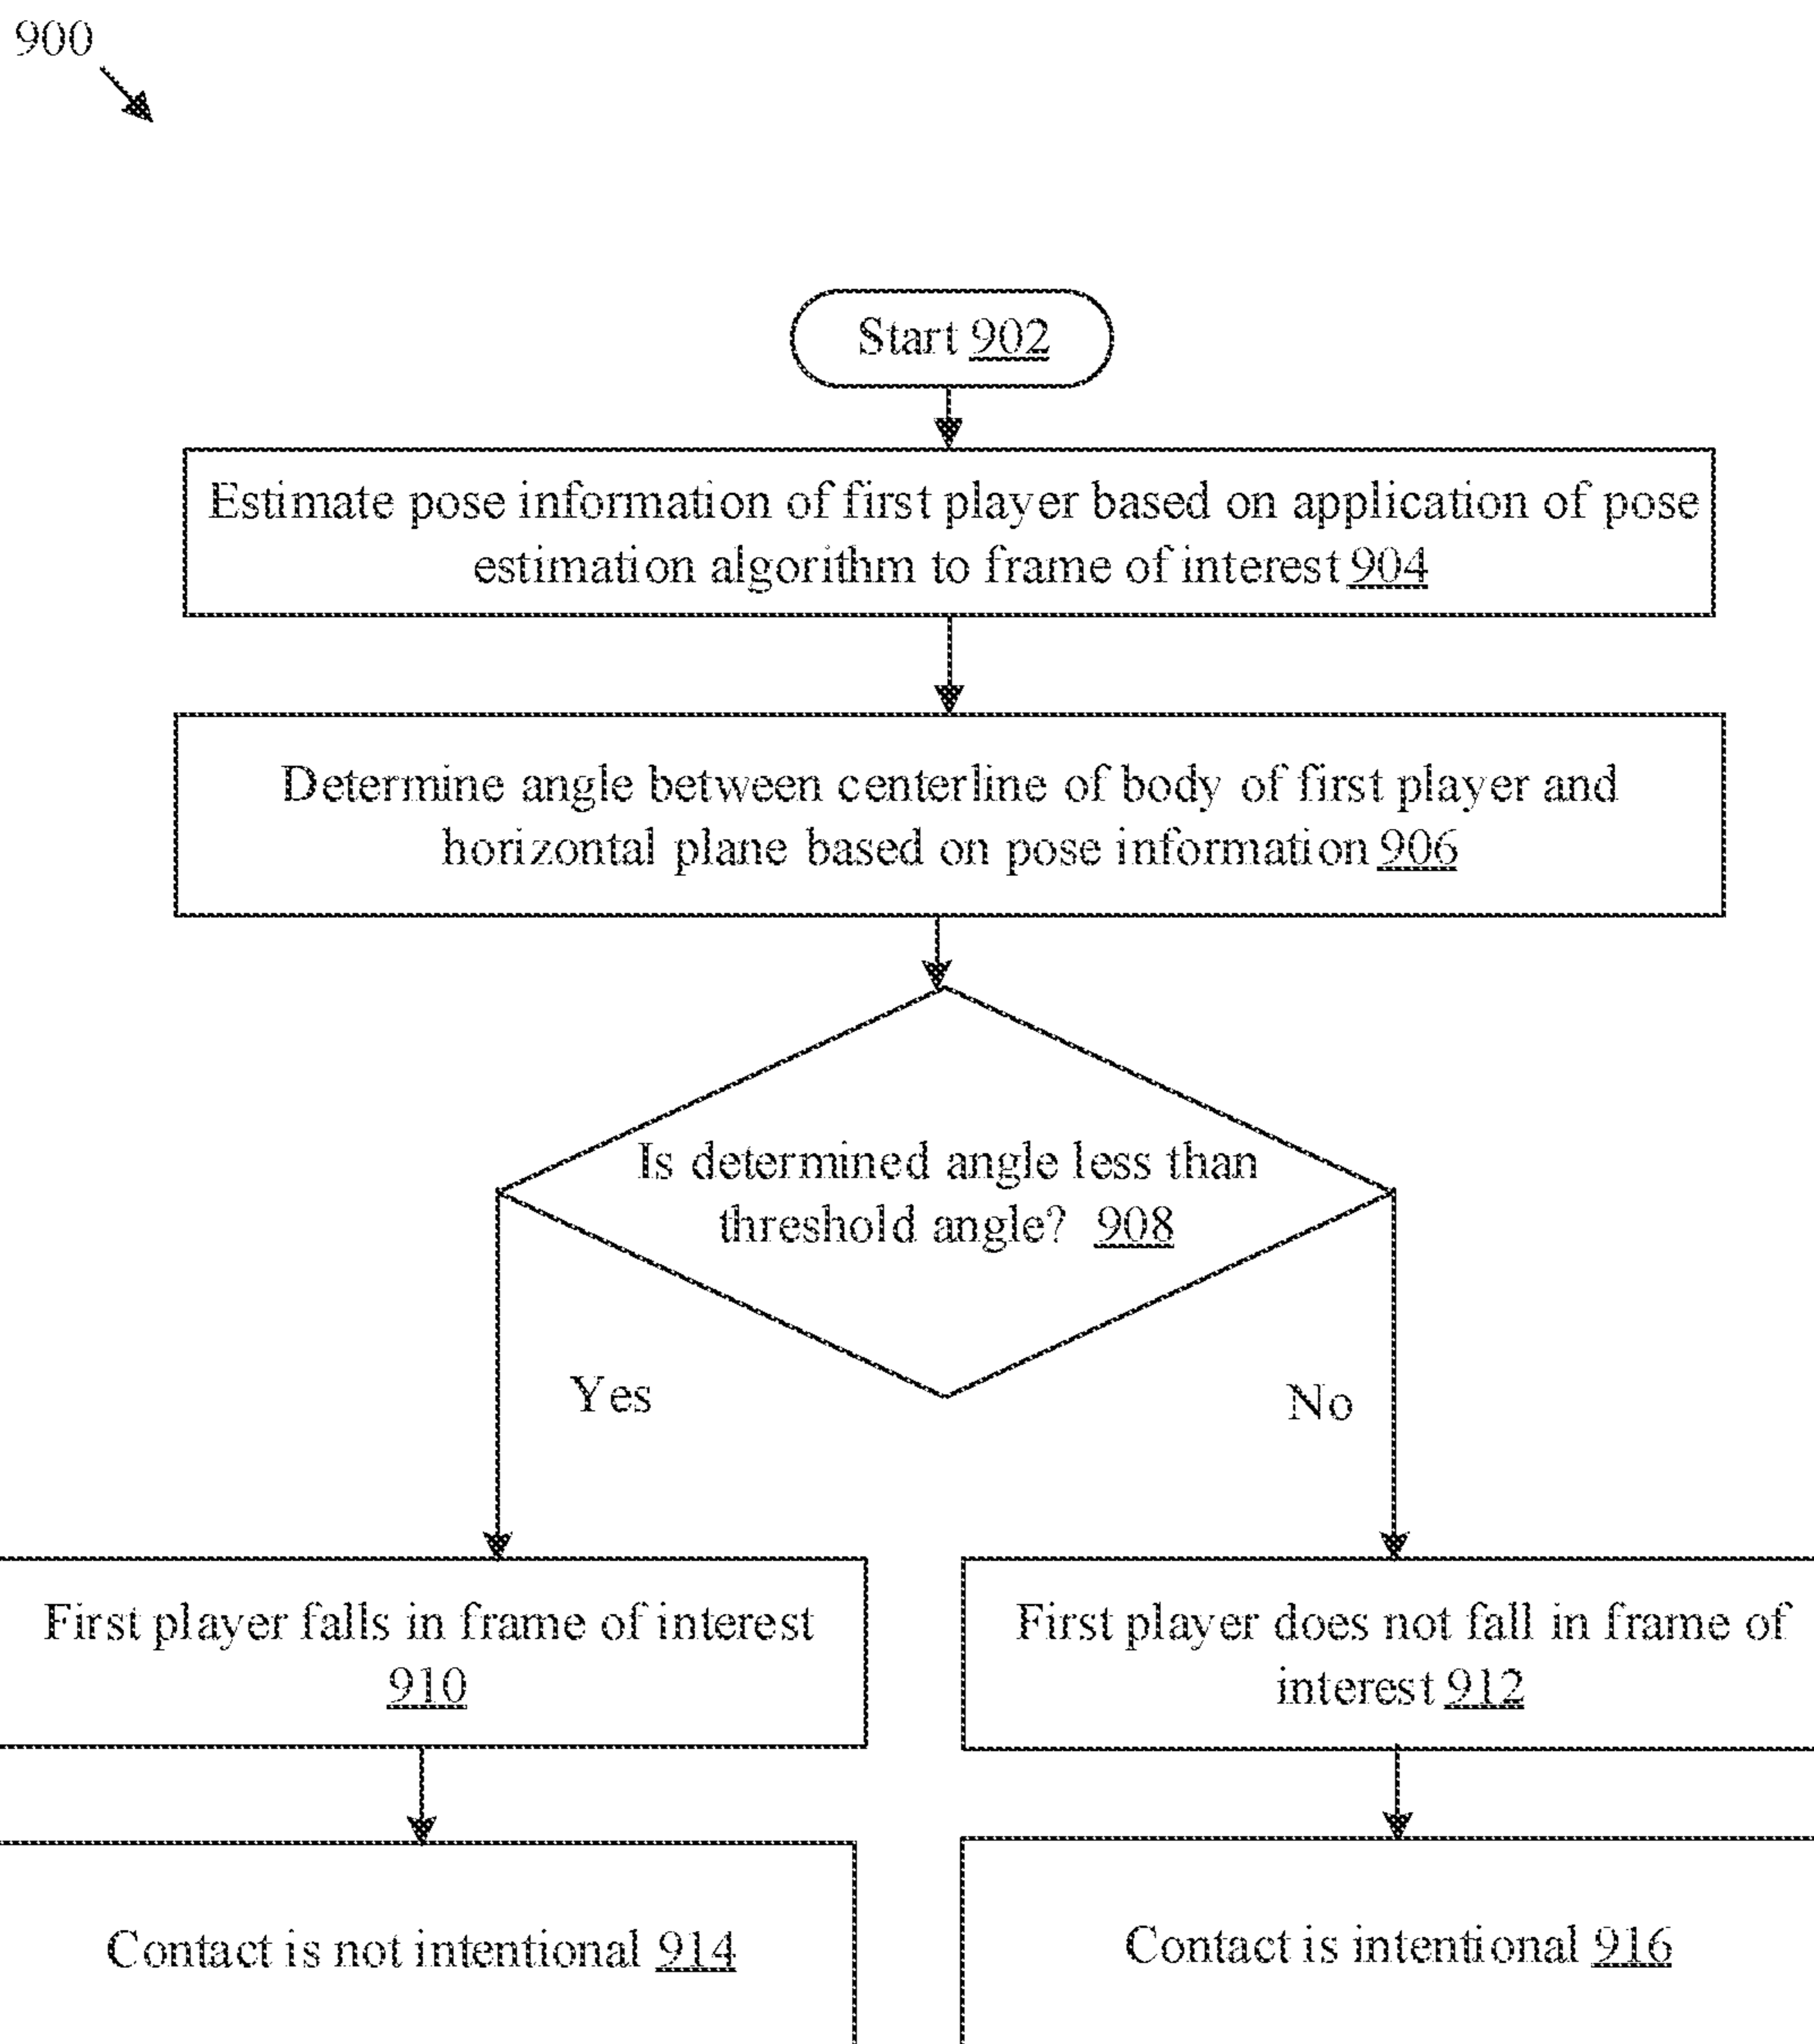 900
Start 902
Estimate pose information of first player based on application of pose
estimation algorithm to frame of interest 904
Determine angle between centerline of body of first player and
horizontal plane based on pose information 906
Is determined angle less than
threshold angle? 908
Yes
No
First player falls in frame of interest
910
First player does not fall in frame of
interest 912
Contact is not intentional 914
Contact is intentional 916